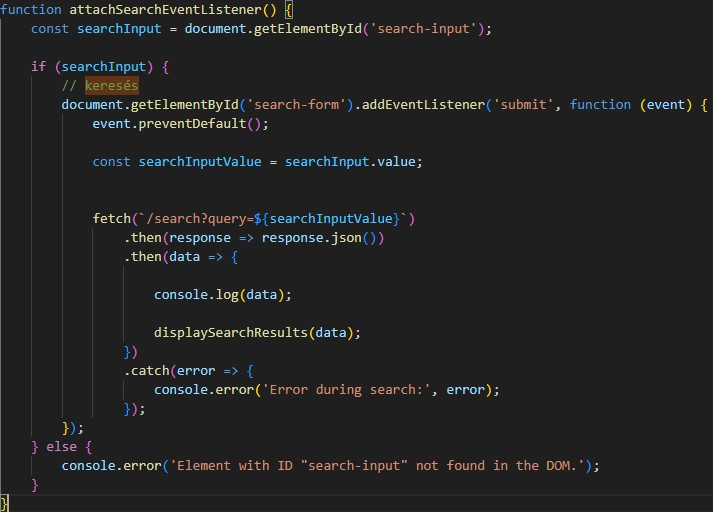 function attachSearchEventListener() {
    const searchInput = document.getElementById('search-input');
    if (searchInput) {
        // keresés
        document.getElementById('search-form').addEventListener('submit', function (event) {
            event.preventDefault();
            const searchInputValue = searchInput.value;
            fetch(`/search?query=${searchInputValue}`)
                .then(response => response.json())
                .then(data => {
                    console.log(data);
                    displaySearchResults(data);
                })
                .catch(error => {
                    console.error('Error during search:', error);
                });
        });
    } else {
        console.error('Element with ID "search-input" not found in the DOM.');
    }
}